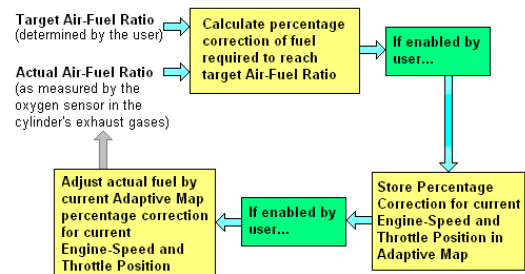 Target Air-Fuel Ratio
(determined by the user)
Actual Air-Fuel Ratio
(as measured by the
oxygen sensor in the
cylinder's exhaust gases)
Calculate percentage
correction of fuel
required to reach
target Air-Fuel Ratio
If enabled by
user...
Store Percentage
Correction for current
Engine-Speed and
Throttle Position in
Adaptive Map
If enabled by
user...
Adjust actual fuel by
current Adaptive Map
percentage correction
for current
Engine-Speed and
Throttle Position